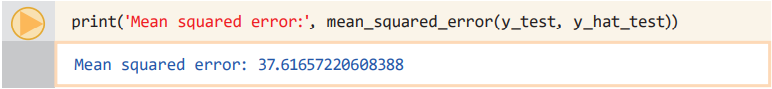 print('Mean squared error:', mean_squared_error(y_test, y_hat_test))
Mean squared error: 37.61657220608388